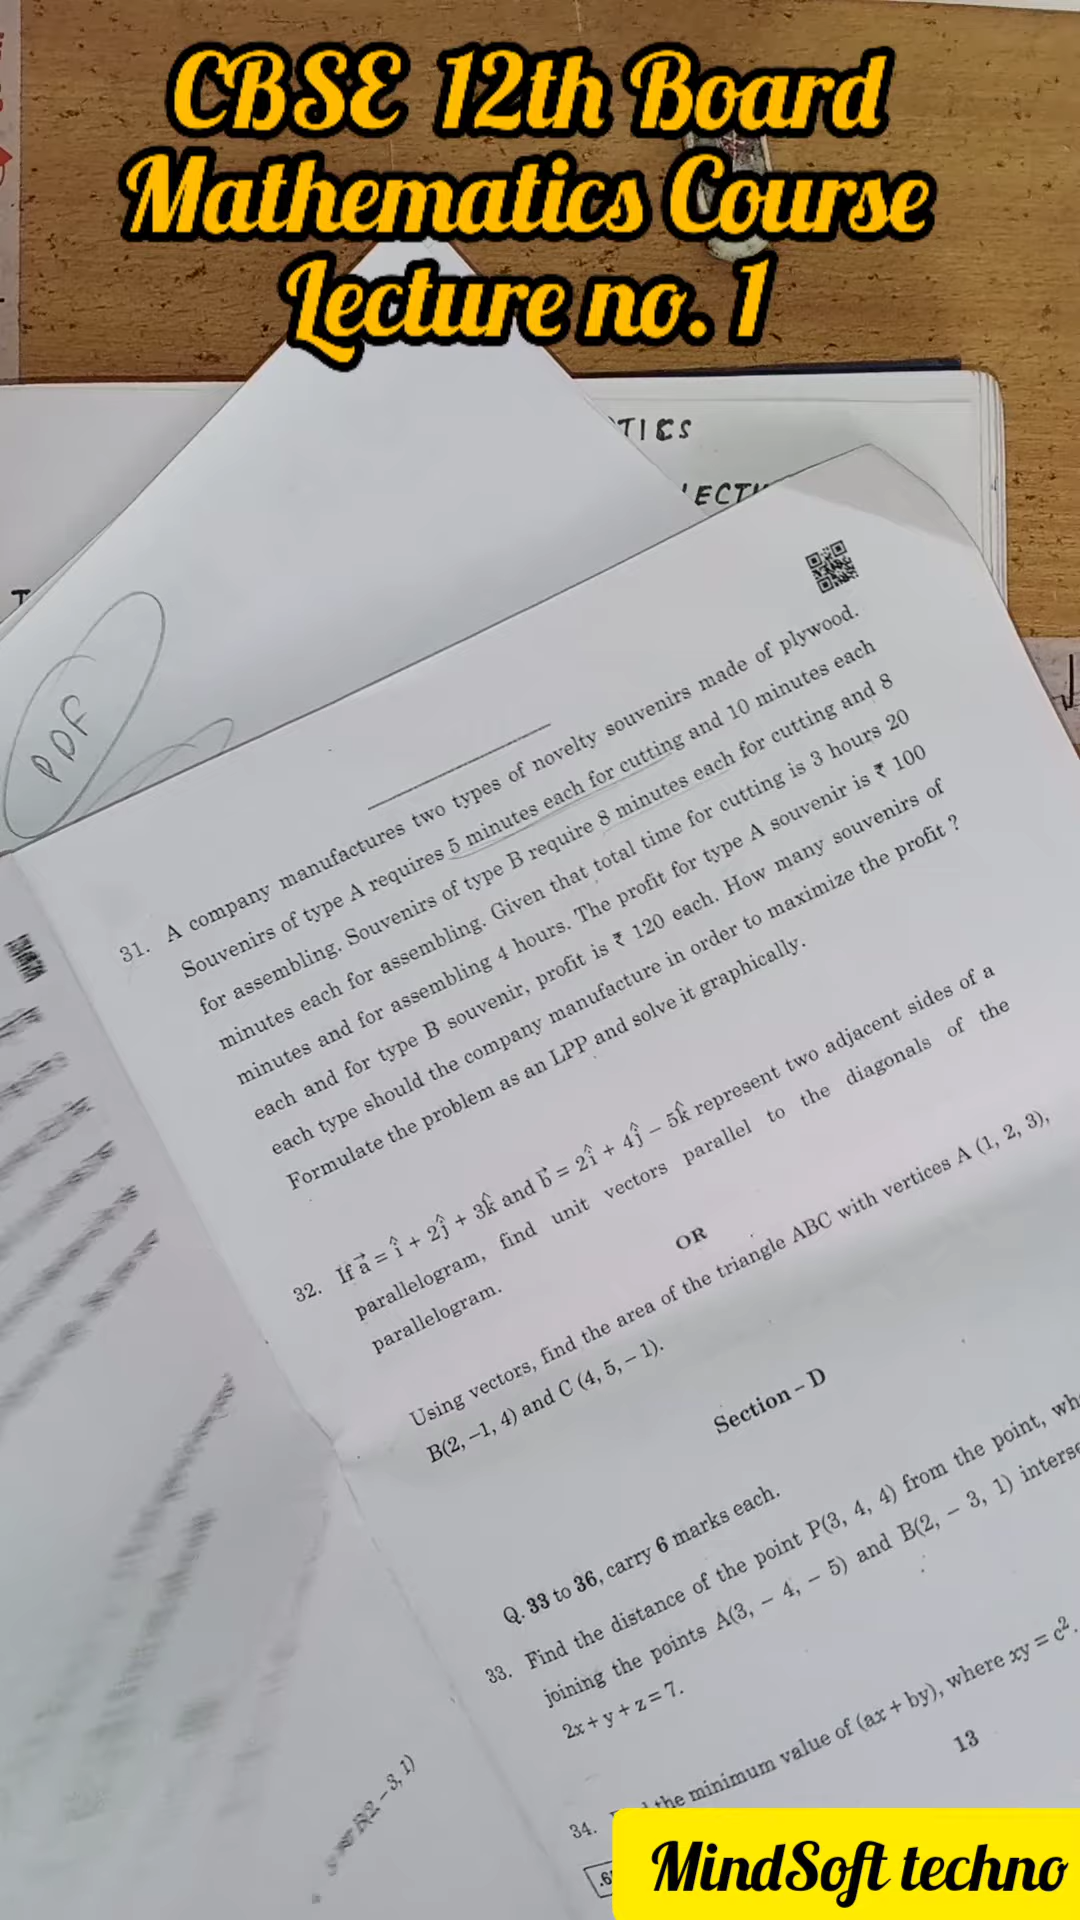 CBSE 12th Board
Mathematics Course
Lecture no. 1
TICS
LECTU
PDF
31. A company manufactures two types of novelty souvenirs made of plywood.
Souvenirs of type A requires 5 minutes each for cutting and 10 minutes each
for assembling. Souvenirs of type B require 8 minutes each for cutting and 8
minutes each for assembling. Given that total time for cutting is 3 hours 20
minutes and for assembling 4 hours. The profit for type A souvenir is ₹ 100
each and for type B souvenir, profit is ₹ 120 each. How many souvenirs of
each type should the company manufacture in order to maximize the profit ?
Formulate the problem as an LPP and solve it graphically.
32. If a⃗ = î + 2ĵ + 3k̂ and b⃗ = 2î + 4ĵ – 5k̂ represent two adjacent sides of a
parallelogram, find unit vectors parallel to the diagonals of the
parallelogram.
OR
Using vectors, find the area of the triangle ABC with vertices A (1, 2, 3),
B(2, –1, 4) and C (4, 5, – 1).
Section – D
Q. 33 to 36, carry 6 marks each.
33. Find the distance of the point P(3, 4, 4) from the point, wh
joining the points A(3, – 4, – 5) and B(2, – 3, 1) interse
2x + y + z = 7.
34. the minimum value of (ax + by), where xy = c².
13
.6
2 – 3, 1)
MindSoft techno